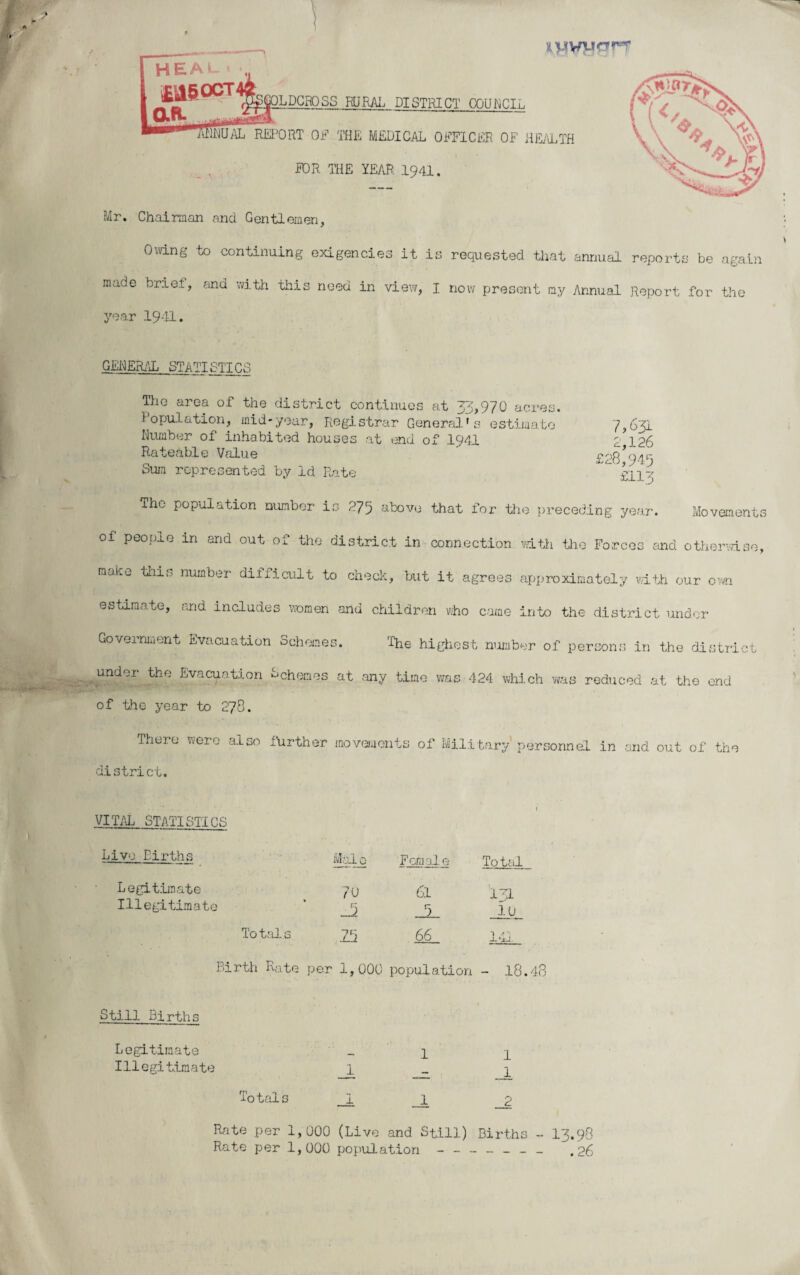 HEAL
15 OCT 4
O.R.
OSGOLDCROSS RURAL DISTRICT COUNCIL
ANNUAL REPORT OF THE MEDICAL OFFICER OF HEALTH
FOR THE YEAR 1941.
LIBRARY
Mr. Chairman and Gentlemen,
Owing to continuing exigencies it is requested that annual reports be again
made brief, and with this need in view, I now present my Annual Report for the
year 1941.
GENERAL STATISTICS
The area of the district continues at 33,970 acres.
Population, mid-year, Registrar General's estimate 7,631
Number of inhabited houses at end of 1941 2,126
Rateable Value £28,945
Sum represented by 1d Rate £113
The population number is 275 above that for the preceding year. Movements
of people in and out of the district in connection with the Forces and otherwise,
make this number difficult to check, but it agrees approximately with our own
estimate, and includes women and children who came into the district under
Government Evacuation Schemes. The highest number of persons in the district
under the Evacuation Schemes at any time was 424 which was reduced at the end
of the year to 278.
There were also further movements of Military personnel in and out of the
district.
VITAL STATISTICS
Live Births Male Female Total
Legitimate 70 61 131
Illegitimate 5 5 10
Totals 75 66 141
Birth Rate per 1,000 population - 18.48
Still Births
Legitimate - 1 1
Illegitimate 1 - 1
Totals 1 1 2
Rate per 1,000 (Live and Still) Births - 13.98
Rate per 1,000 population - - - - - - - .26